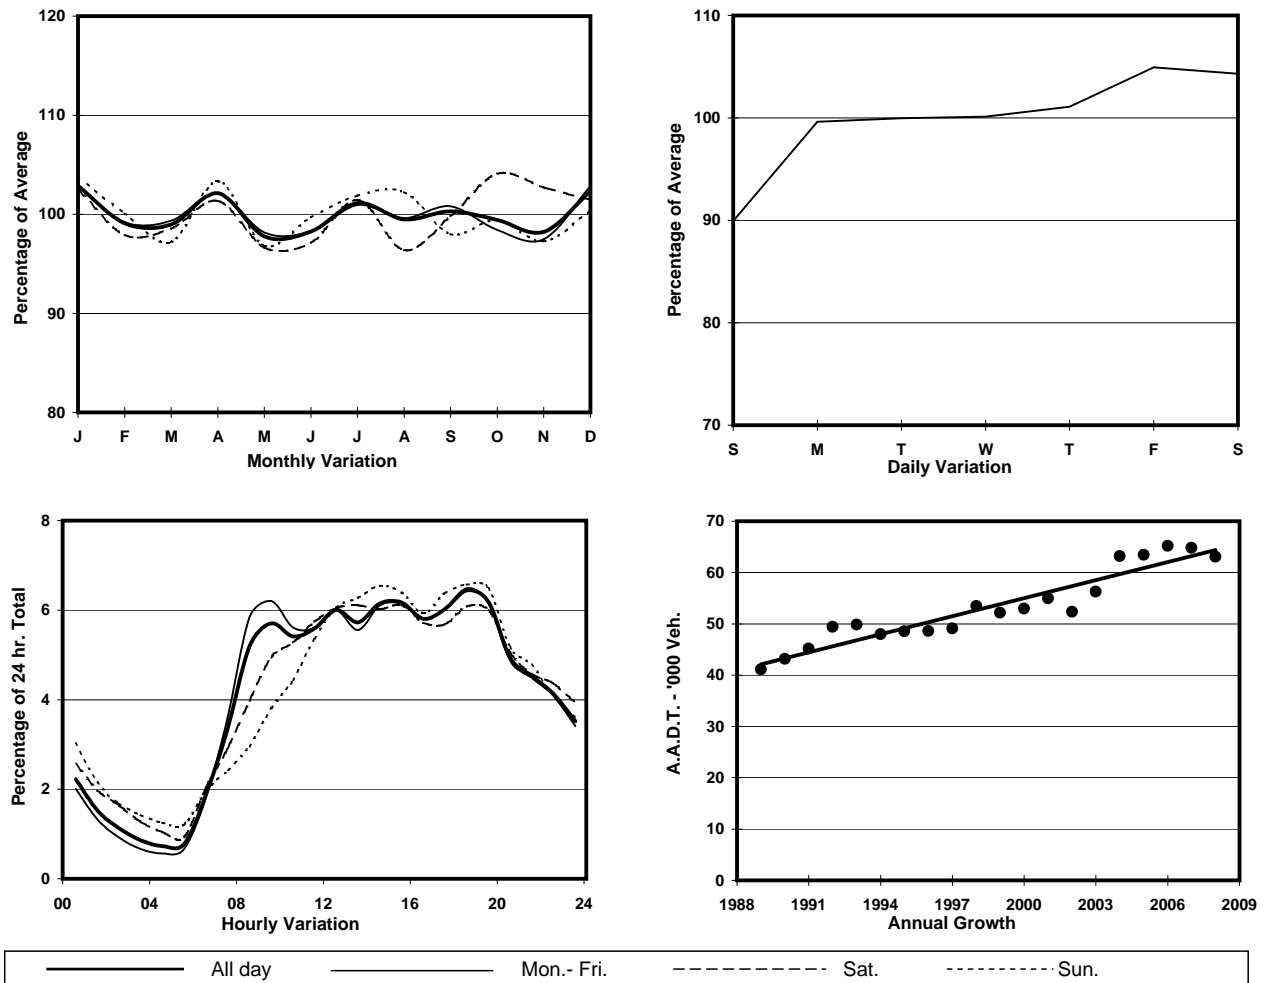 120
110
100
90
80
Percentage of Average
J F M A M J J A S O N D
Monthly Variation
110
100
90
80
70
Percentage of Average
S M T W T F S
Daily Variation
8
6
4
2
0
Percentage of 24 hr. Total
00 04 08 12 16 20 24
Hourly Variation
70
60
50
40
30
20
10
0
A.A.D.T. - '000 Veh.
1988 1991 1994 1997 2000 2003 2006 2009
Annual Growth
All day Mon.- Fri. Sat. Sun.